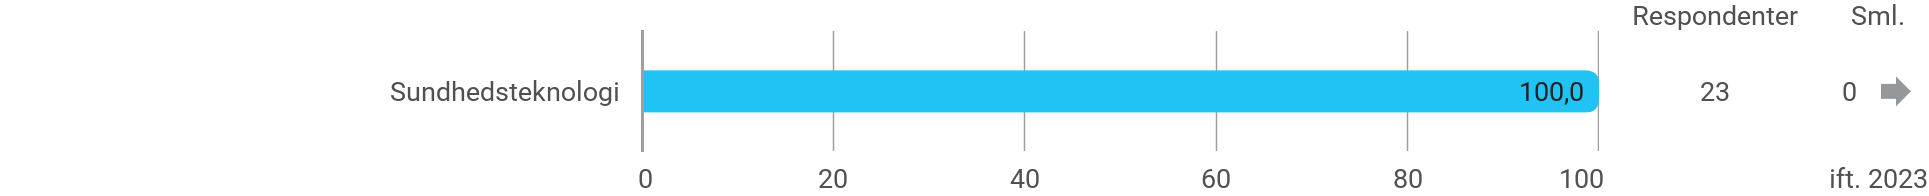 Respondenter Sml.
Sundhedsteknologi 100,0 23 0
0 20 40 60 80 100 ift. 2023